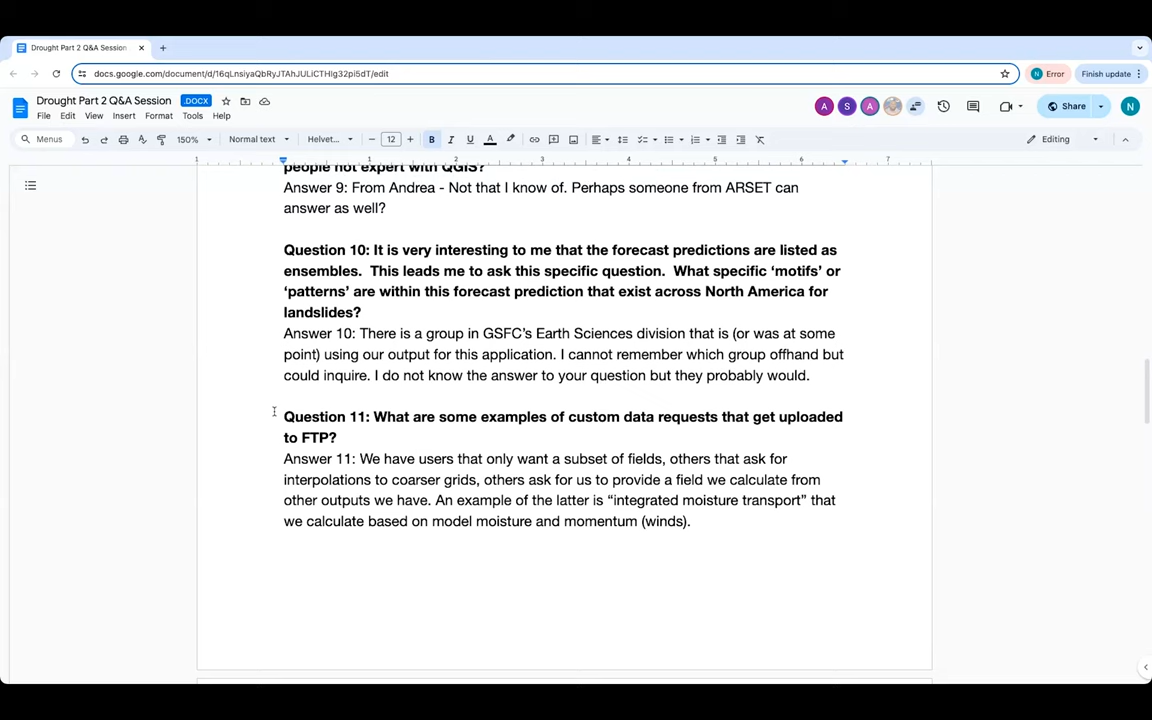 Drought Part 2 Q&A Session
docs.google.com/document/d/16qLnsiyaQbRyJTAhJULiCTHIg32pi5dT/edit
N Error
Finish update
Drought Part 2 Q&A Session .DOCX
A S A
Share
N
File Edit View Insert Format Tools Help
Menus 150% Normal text Helvet... 12 B I U A Editing
1 1 2 3 4 5 6 7
people not expert with QGIS?
Answer 9: From Andrea - Not that I know of. Perhaps someone from ARSET can
answer as well?
Question 10: It is very interesting to me that the forecast predictions are listed as
ensembles. This leads me to ask this specific question. What specific ‘motifs’ or
‘patterns’ are within this forecast prediction that exist across North America for
landslides?
Answer 10: There is a group in GSFC’s Earth Sciences division that is (or was at some
point) using our output for this application. I cannot remember which group offhand but
could inquire. I do not know the answer to your question but they probably would.
Question 11: What are some examples of custom data requests that get uploaded
to FTP?
Answer 11: We have users that only want a subset of fields, others that ask for
interpolations to coarser grids, others ask for us to provide a field we calculate from
other outputs we have. An example of the latter is “integrated moisture transport” that
we calculate based on model moisture and momentum (winds).